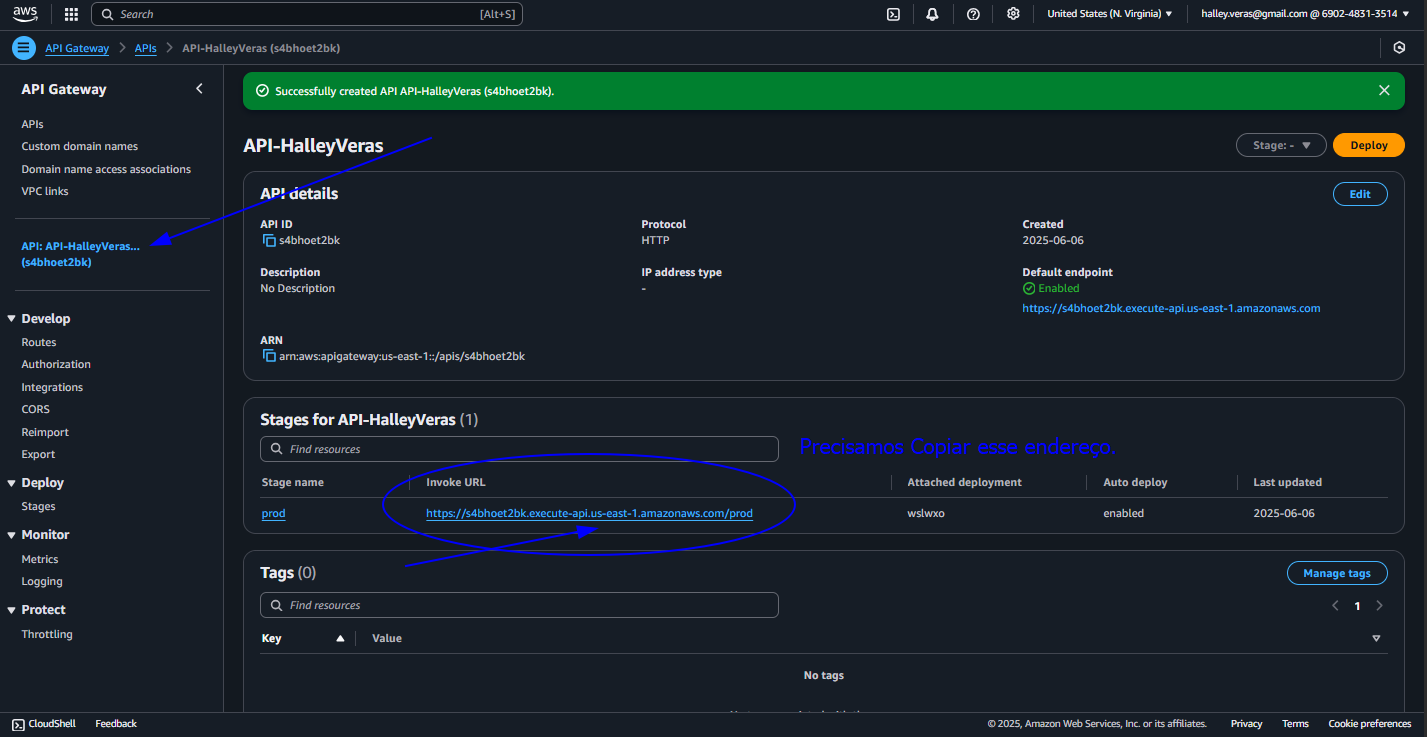 aws
Search [Alt+S]
United States (N. Virginia)
halley.veras@gmail.com @ 6902-4831-3514
API Gateway
APIs
API-HalleyVeras (s4bhoet2bk)
API Gateway
APIs
Custom domain names
Domain name access associations
VPC links
API: API-HalleyVeras...
(s4bhoet2bk)
Develop
Routes
Authorization
Integrations
CORS
Reimport
Export
Deploy
Stages
Monitor
Metrics
Logging
Protect
Throttling
Successfully created API API-HalleyVeras (s4bhoet2bk).
API-HalleyVeras
Stage: -
Deploy
API details
Edit
API ID
s4bhoet2bk
Protocol
HTTP
Created
2025-06-06
Description
No Description
IP address type
-
Default endpoint
Enabled
https://s4bhoet2bk.execute-api.us-east-1.amazonaws.com
ARN
arn:aws:apigateway:us-east-1::/apis/s4bhoet2bk
Stages for API-HalleyVeras (1)
Find resources
Precisamos Copiar esse endereço.
Stage name Invoke URL Attached deployment Auto deploy Last updated
prod https://s4bhoet2bk.execute-api.us-east-1.amazonaws.com/prod wslwxo enabled 2025-06-06
Tags (0)
Manage tags
Find resources
1
Key Value
No tags
CloudShell Feedback
© 2025, Amazon Web Services, Inc. or its affiliates. Privacy Terms Cookie preferences